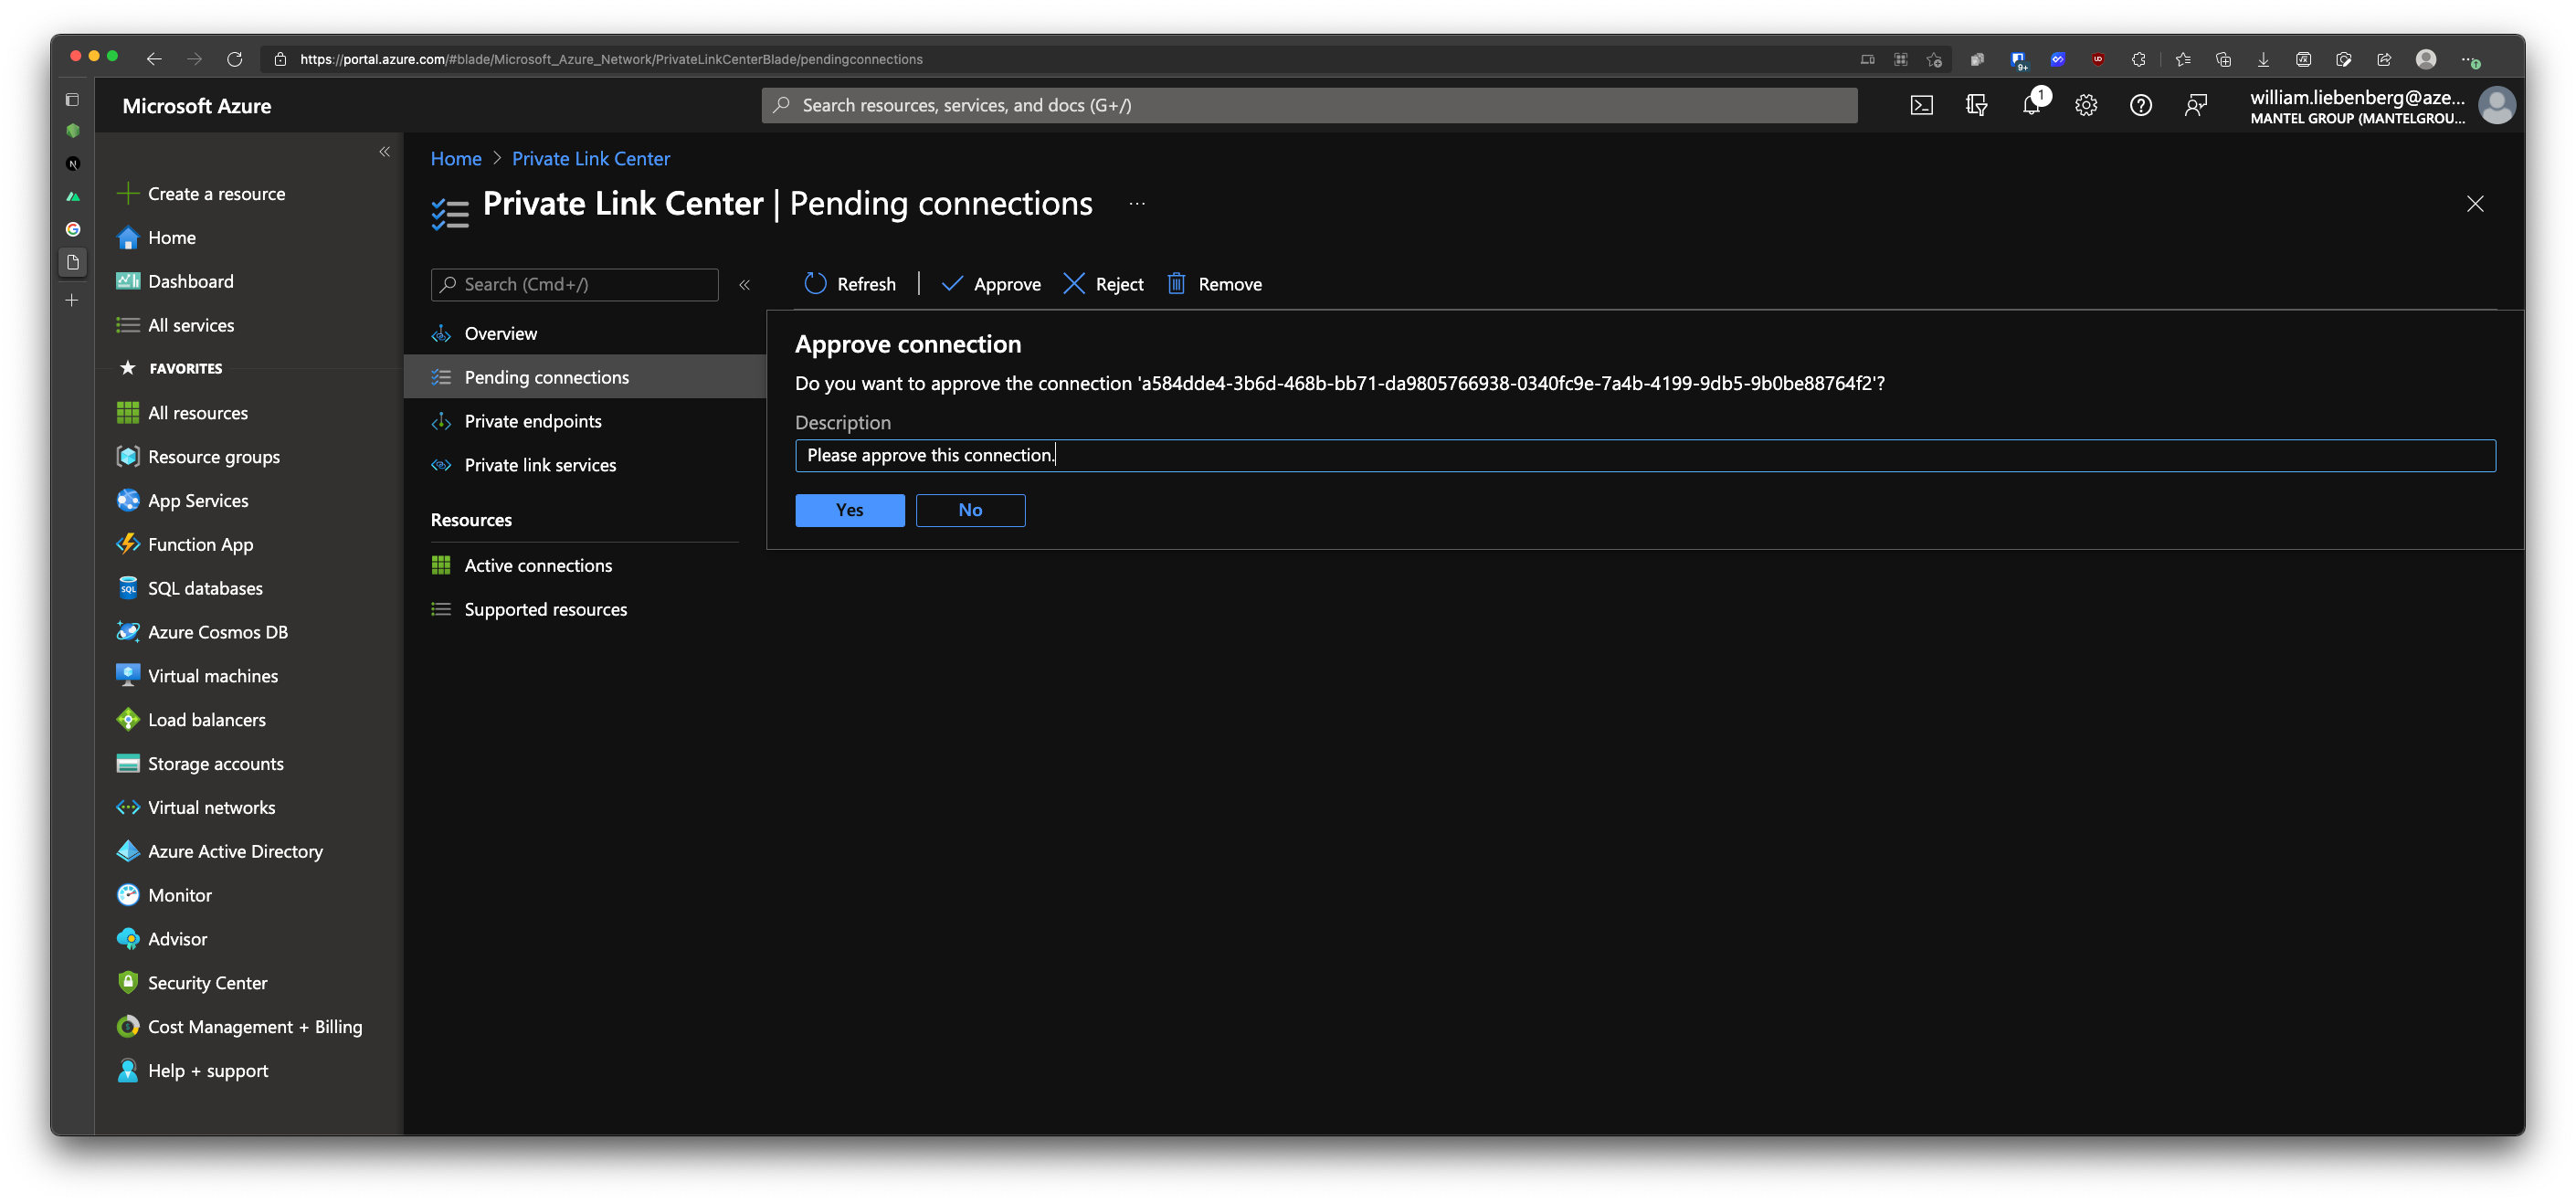 https://portal.azure.com/#blade/Microsoft_Azure_Network/PrivateLinkCenterBlade/pendingconnections
9+
UD
Microsoft Azure
Search resources, services, and docs (G+/)
1
william.liebenberg@aze...
MANTEL GROUP (MANTELGROU...
N
Create a resource
Home
Dashboard
All services
FAVORITES
All resources
Resource groups
App Services
Function App
SQL
SQL databases
Azure Cosmos DB
Virtual machines
Load balancers
Storage accounts
Virtual networks
Azure Active Directory
Monitor
Advisor
Security Center
Cost Management + Billing
Help + support
Home > Private Link Center
Private Link Center | Pending connections ...
Search (Cmd+/)
Overview
Pending connections
Private endpoints
Private link services
Resources
Active connections
Supported resources
Refresh | Approve Reject Remove
Approve connection
Do you want to approve the connection 'a584dde4-3b6d-468b-bb71-da9805766938-0340fc9e-7a4b-4199-9db5-9b0be88764f2'?
Description
Please approve this connection.
Yes No